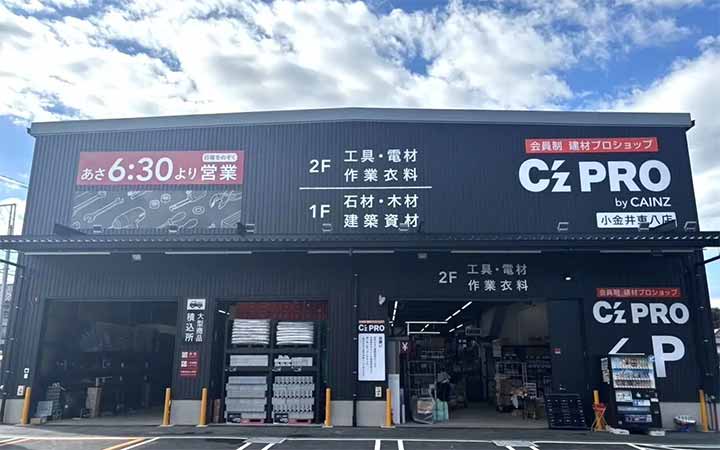 日曜をのぞく
あさ6:30より営業
2F 工具・電材
作業衣料
1F 石材・木材
建築資材
会員制 建材プロショップ
C'z PRO
by CAINZ
小金井東八店
2F 工具・電材
作業衣料
大型商品
積込所
C'z PRO
会員制 建材プロショップ
C'z PRO
P